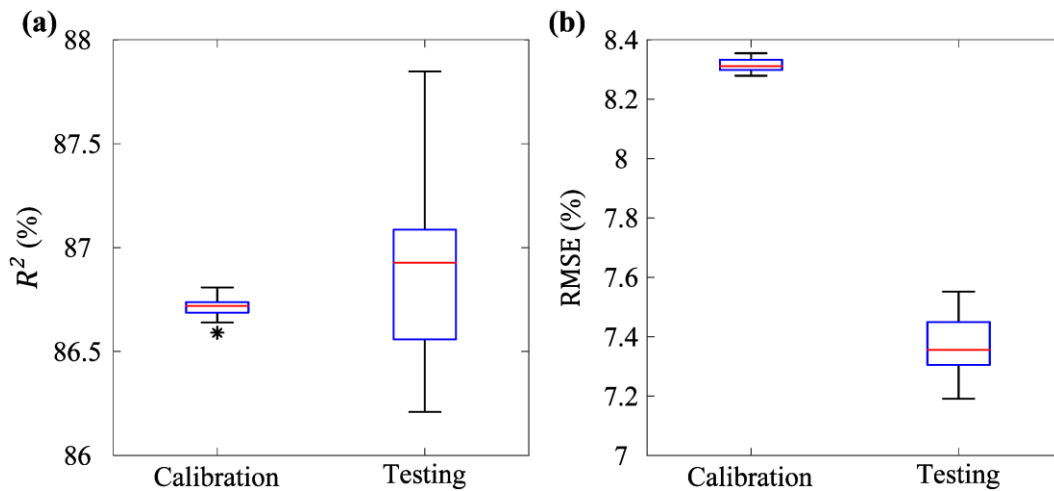 (a)
88
87.5
87
86.5
86
R² (%)
Calibration
Testing
(b)
8.4
8.2
8
7.8
7.6
7.4
7.2
7
RMSE (%)
Calibration
Testing